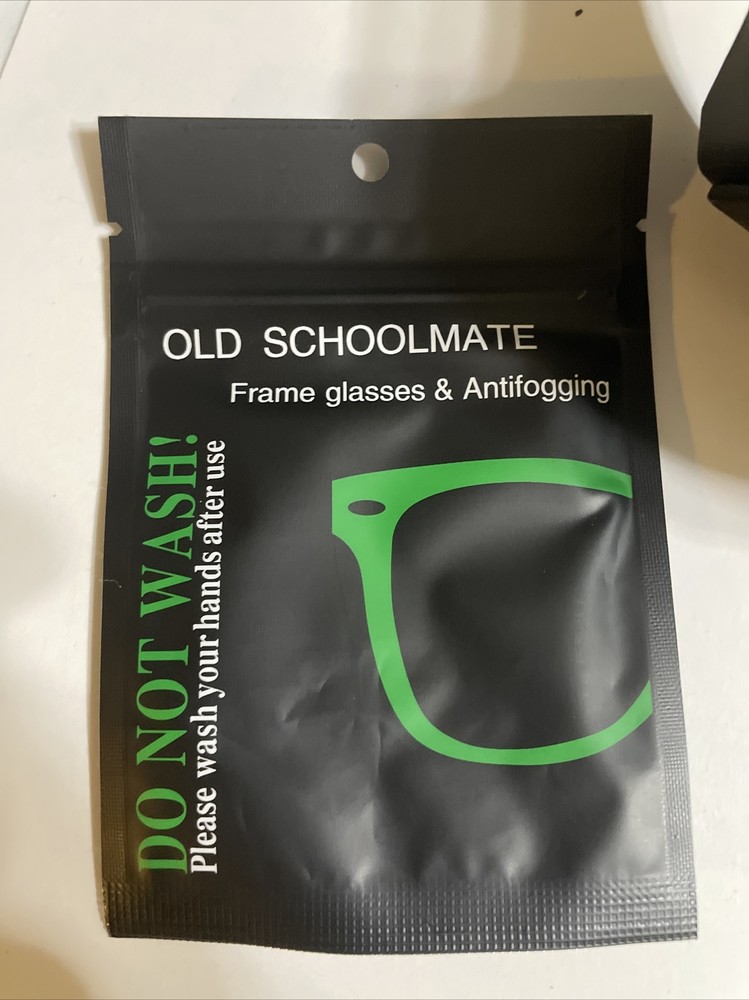 OLD SCHOOLMATE
Frame glasses & Antifogging
DO NOT WASH!
Please wash your hands after use